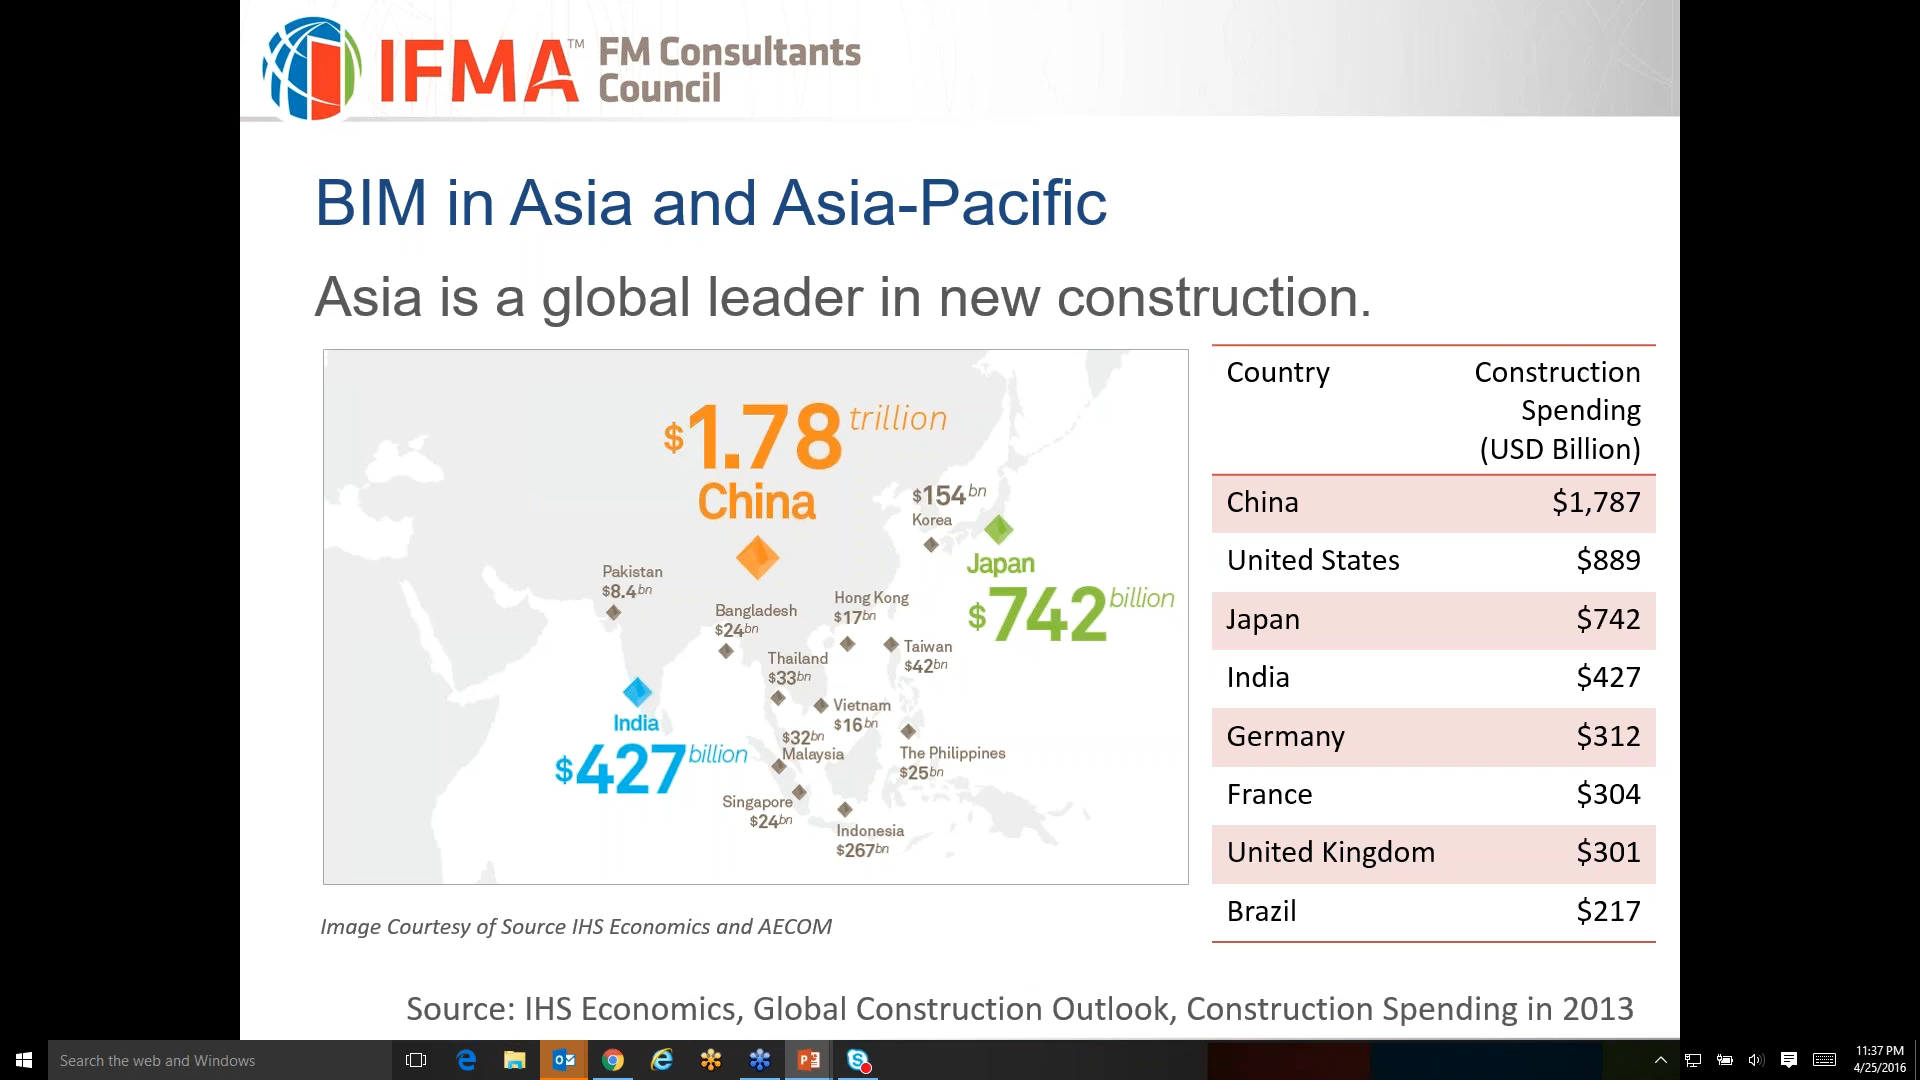 IFMA™ FM Consultants
Council
BIM in Asia and Asia-Pacific
Asia is a global leader in new construction.
$1.78 trillion
China
$154bn
Korea
Japan
$742 billion
Pakistan
$8.4bn
Bangladesh
$24bn
Hong Kong
$17bn
Taiwan
$42bn
Thailand
$33bn
Vietnam
$16bn
India
$427 billion
$32bn
Malaysia
The Philippines
$25bn
Singapore
$24bn
Indonesia
$267bn
Image Courtesy of Source IHS Economics and AECOM
Country Construction
Spending
(USD Billion)
China $1,787
United States $889
Japan $742
India $427
Germany $312
France $304
United Kingdom $301
Brazil $217
Source: IHS Economics, Global Construction Outlook, Construction Spending in 2013
Search the web and Windows
11:37 PM
4/25/2016